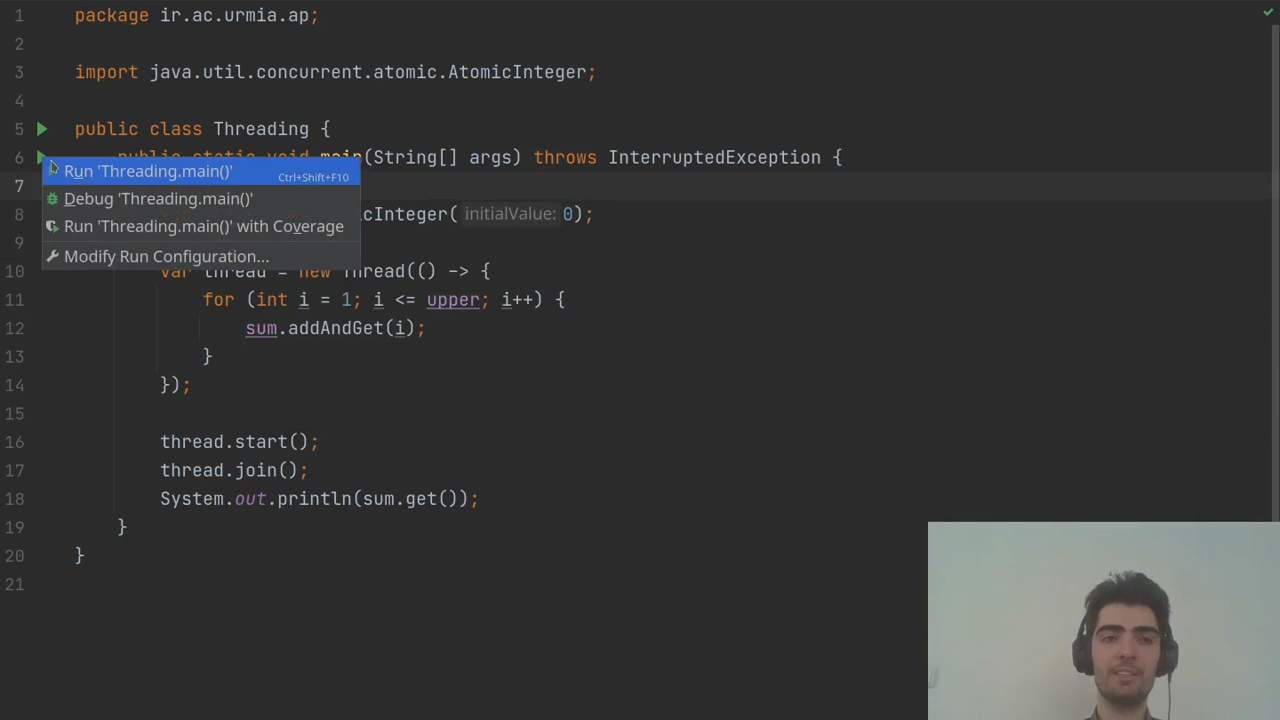 1 package ir.ac.urmia.ap;
2
3 import java.util.concurrent.atomic.AtomicInteger;
4
5 public class Threading {
6 public static void main(String[] args) throws InterruptedException {
Run 'Threading.main()' Ctrl+Shift+F10
7
Debug 'Threading.main()'
8 cInteger( initialValue: 0);
Run 'Threading.main()' with Coverage
9
Modify Run Configuration...
10 var thread = new Thread(() -> {
11 for (int i = 1; i <= upper; i++) {
12 sum.addAndGet(i);
13 }
14 });
15
16 thread.start();
17 thread.join();
18 System.out.println(sum.get());
19 }
20 }
21